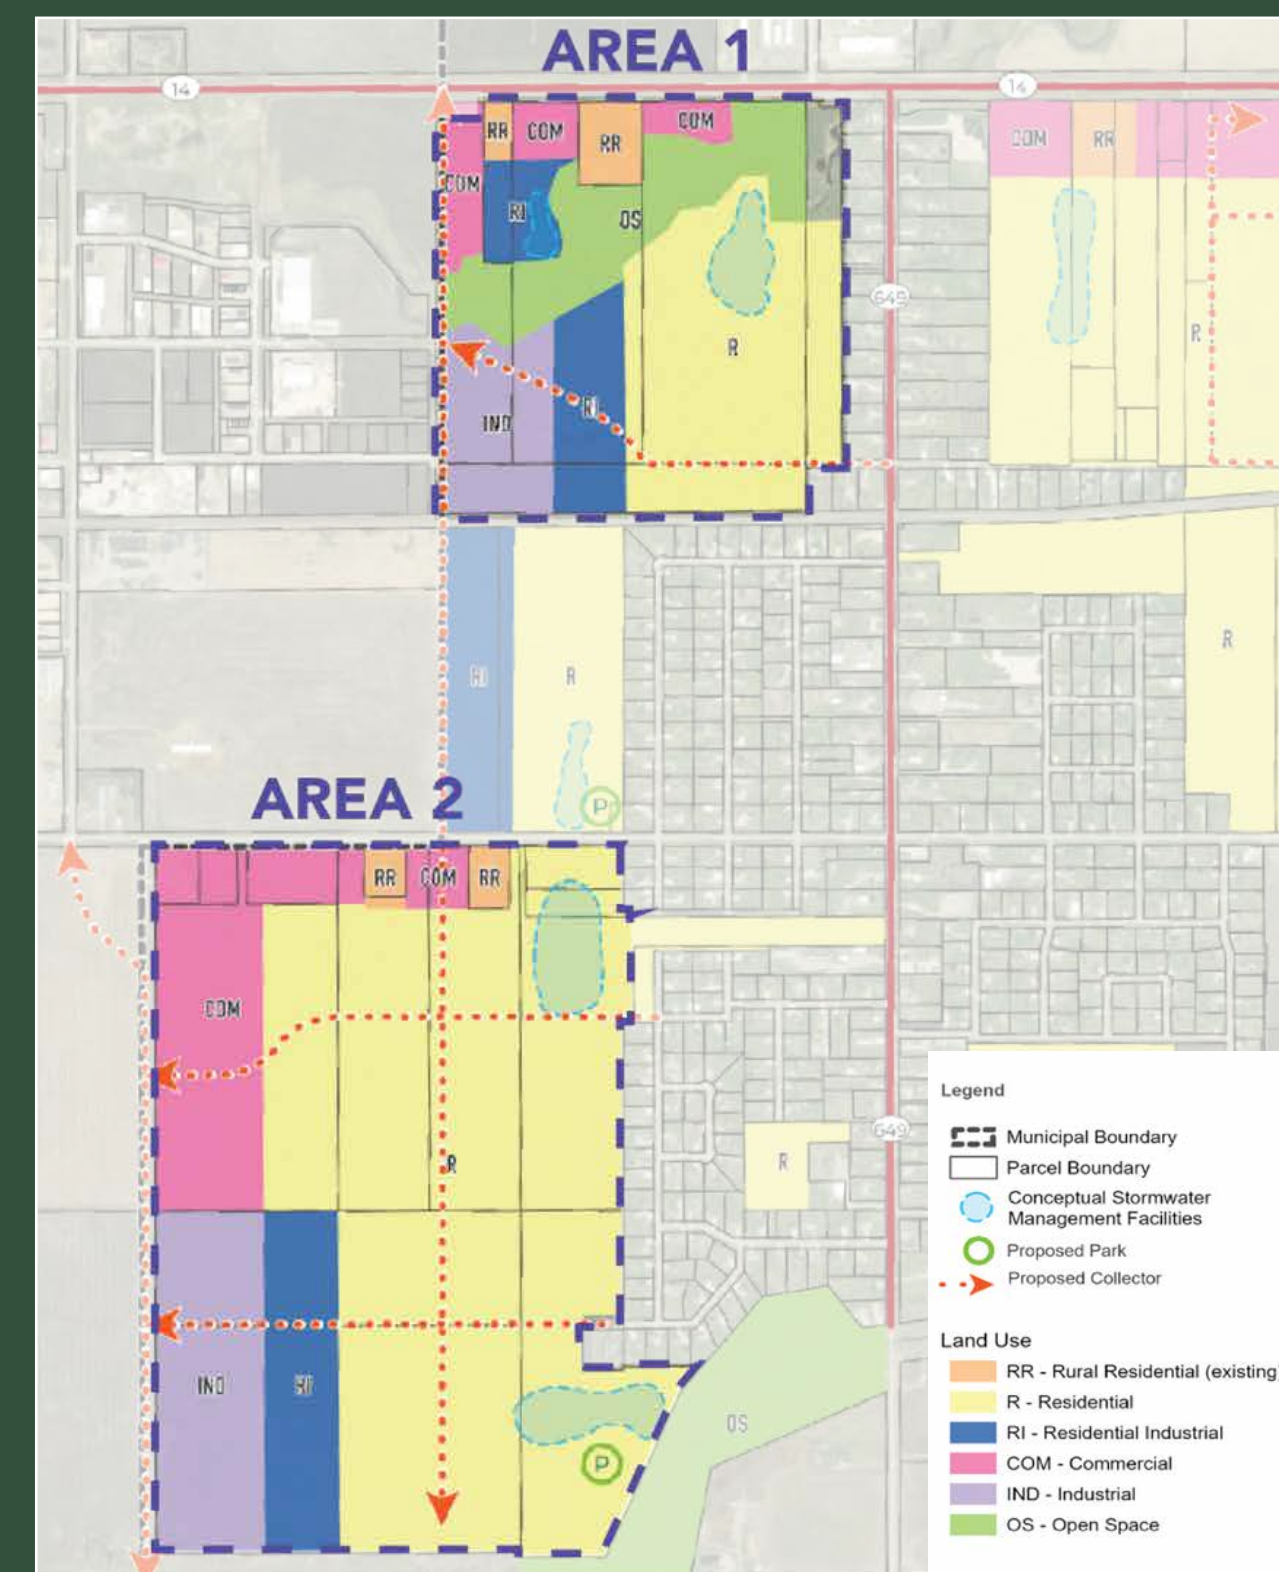 AREA 1
14
14
RR
COM
RR
COM
COM
RR
COM
RI
OS
649
R
R
RI
IND
RI
R
R
P
AREA 2
RR
COM
RR
COM
R
649
R
IND
RI
OS
P
Legend
Municipal Boundary
Parcel Boundary
Conceptual Stormwater
Management Facilities
Proposed Park
Proposed Collector
Land Use
RR - Rural Residential (existing
R - Residential
RI - Residential Industrial
COM - Commercial
IND - Industrial
OS - Open Space